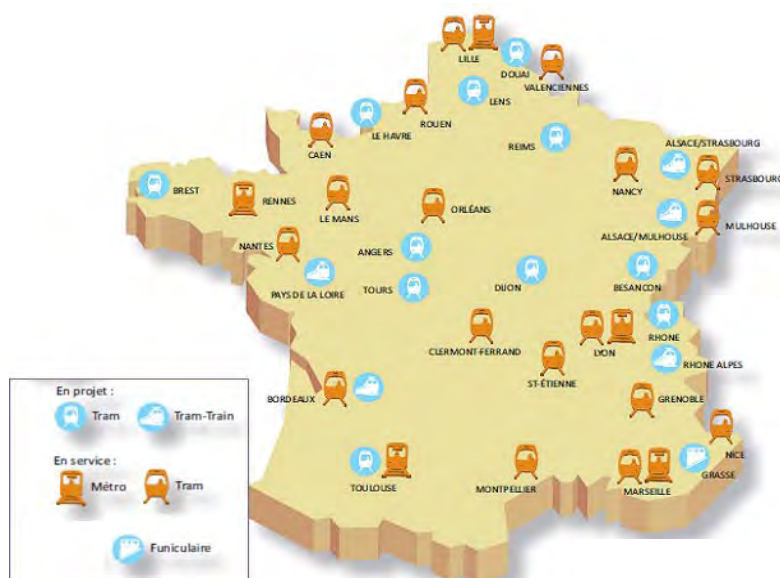 LILLE
DOUAI
VALENCIENNES
LENS
LE HAVRE
ROUEN
CAEN
REIMS
ALSACE/STRASBOURG
NANCY
STRASBOURG
BREST
RENNES
LE MANS
ORLÉANS
ALSACE/MULHOUSE
MULHOUSE
NANTES
ANGERS
PAYS DE LA LOIRE
TOURS
DIJON
BESANCON
CLERMONT-FERRAND
LYON
RHONE
ST-ÉTIENNE
RHONE ALPES
BORDEAUX
GRENOBLE
NICE
TOULOUSE
MONTPELLIER
MARSEILLE
GRASSE
En projet :
Tram
Tram-Train
En service :
Métro
Tram
Funiculaire